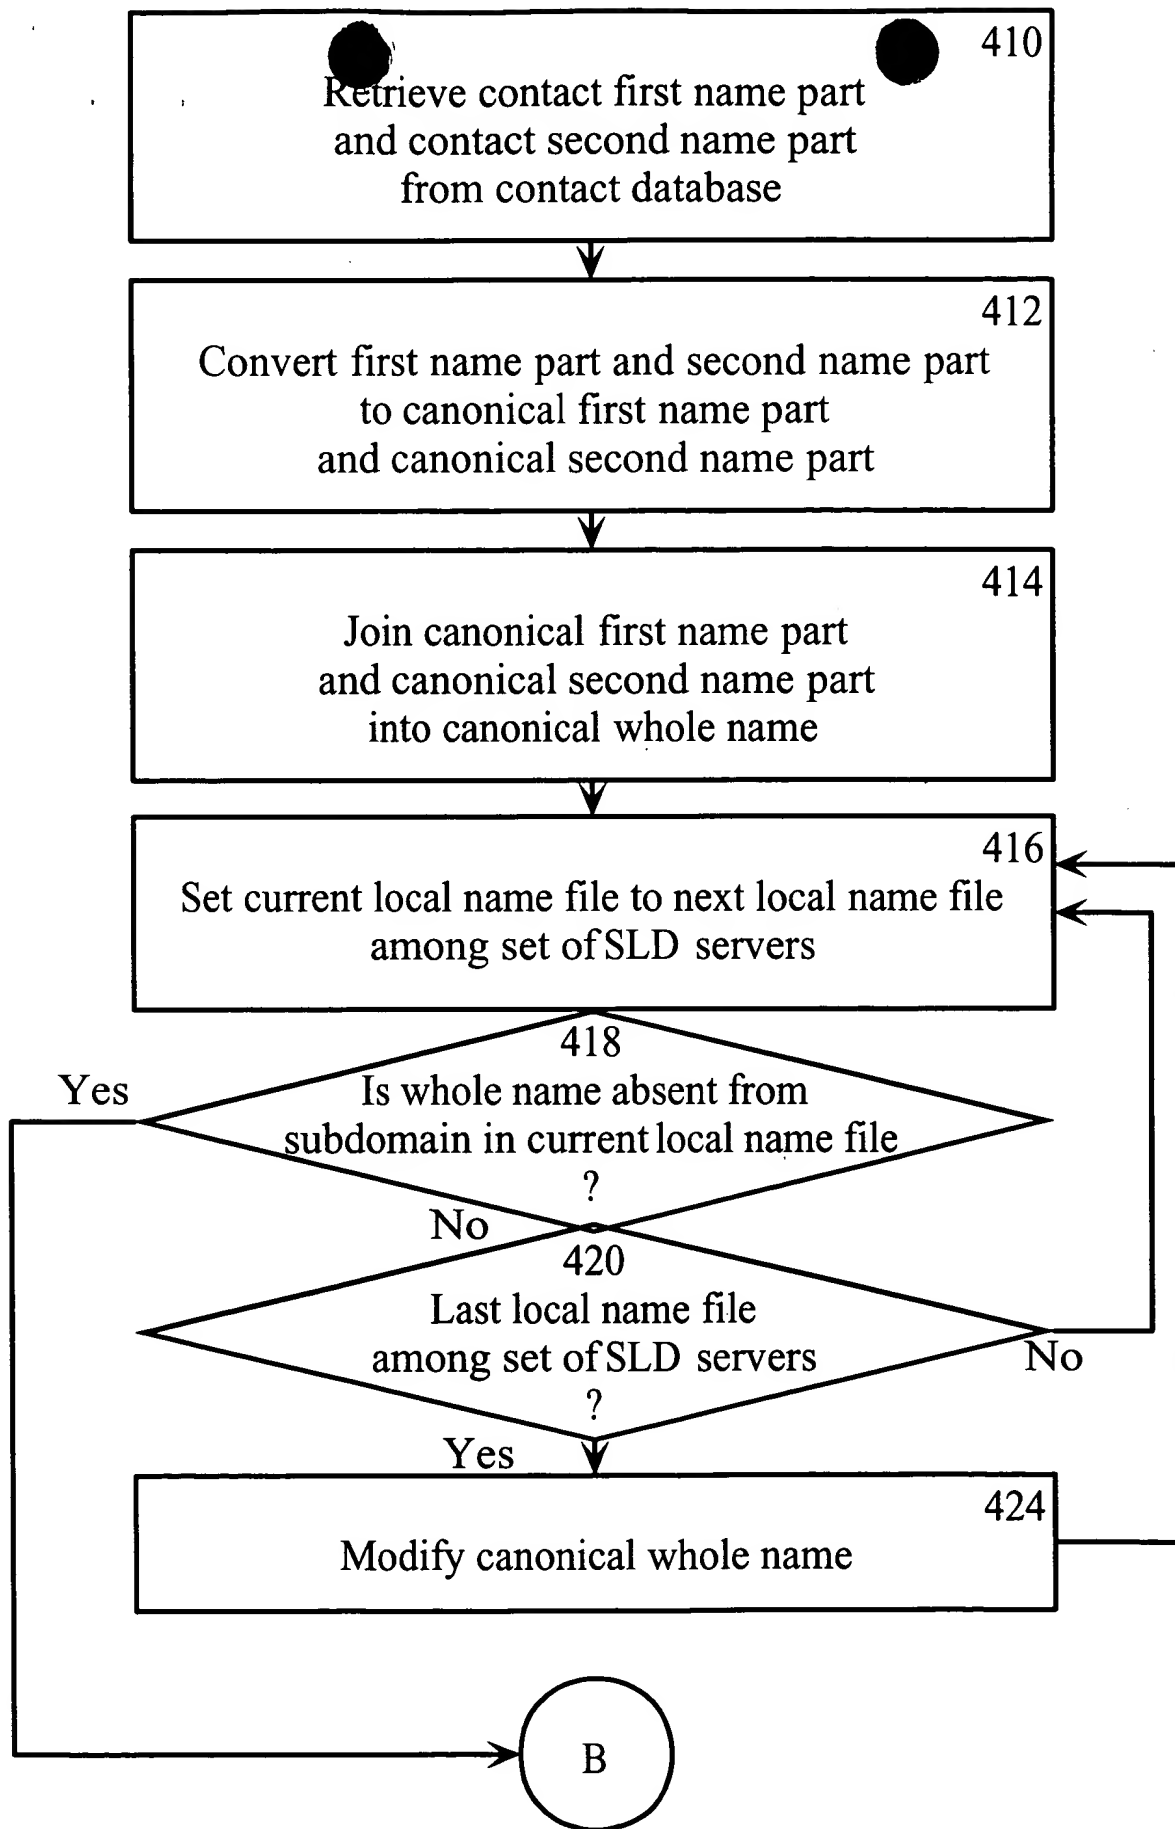 410
Retrieve contact first name part
and contact second name part
from contact database
412
Convert first name part and second name part
to canonical first name part
and canonical second name part
414
Join canonical first name part
and canonical second name part
into canonical whole name
416
Set current local name file to next local name file
among set of SLD servers
418
Yes
Is whole name absent from
subdomain in current local name file
?
No
420
Last local name file
among set of SLD servers
No
?
Yes
424
Modify canonical whole name
B